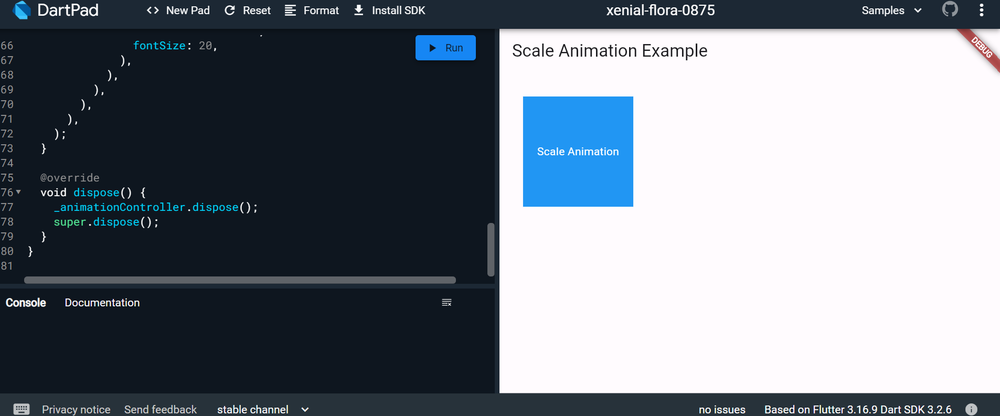 DartPad
<> New Pad
Reset
Format
Install SDK
xenial-flora-0875
Samples
66 fontSize: 20,
67 ),
68 ),
69 ),
70 ),
71 ),
72 );
73 }
74
75 @override
76 void dispose() {
77 _animationController.dispose();
78 super.dispose();
79 }
80 }
81
Run
Console
Documentation
Scale Animation Example
DEBUG
Scale Animation
Privacy notice
Send feedback
stable channel
no issues
Based on Flutter 3.16.9 Dart SDK 3.2.6